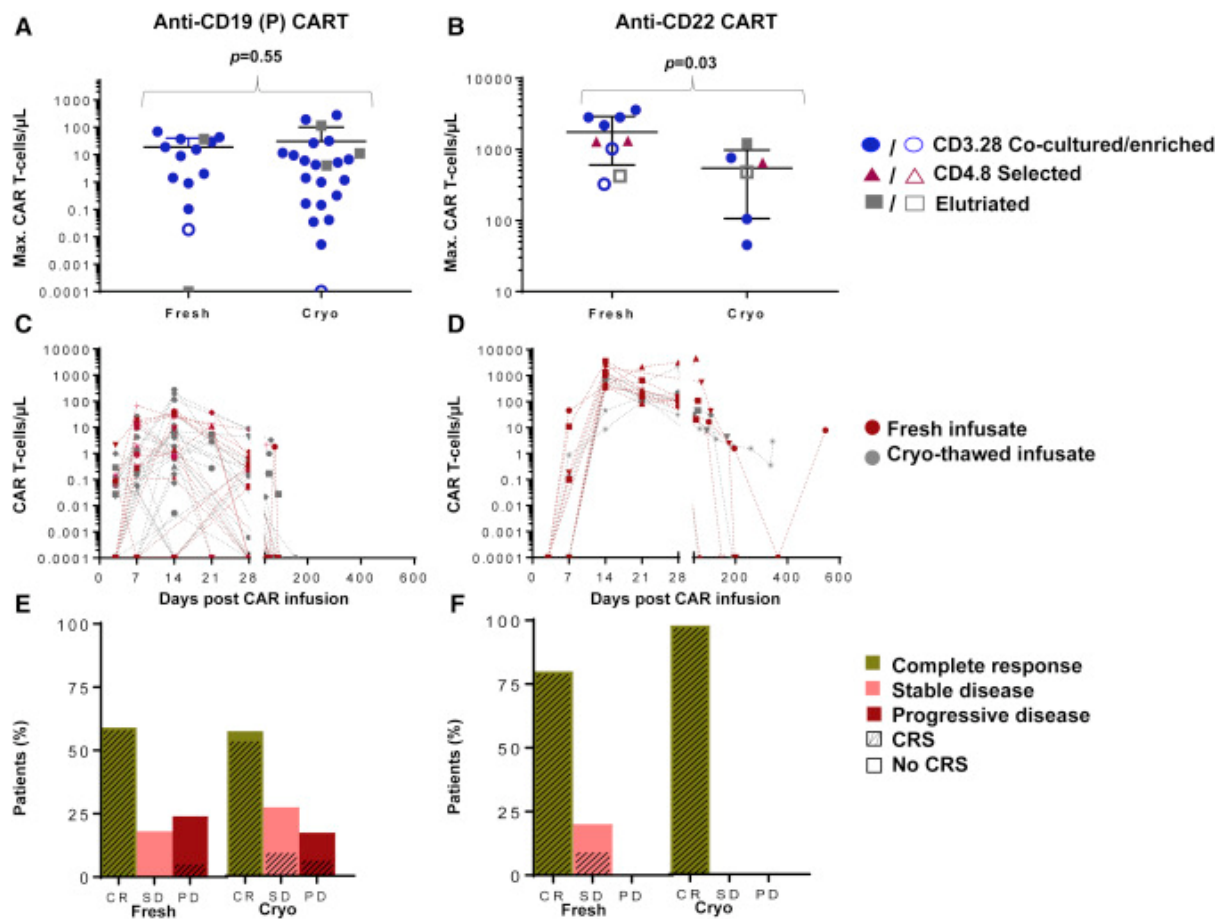 A
Anti-CD19 (P) CART
p=0.55
Max. CAR T-cells/µL
1000
100
10
1
0.1
0.01
0.001
0.0001
Fresh
Cryo
B
Anti-CD22 CART
p=0.03
Max. CAR T-cells/µL
10000
1000
100
10
Fresh
Cryo
/ CD3.28 Co-cultured/enriched
/ CD4.8 Selected
/ Elutriated
C
CAR T-cells/µL
10000
1000
100
10
1
0.1
0.01
0.001
0.0001
0 7 14 21 28 200 400 600
Days post CAR infusion
D
CAR T-cells/µL
10000
1000
100
10
1
0.1
0.01
0.001
0.0001
0 7 14 21 28 200 400 600
Days post CAR infusion
Fresh infusate
Cryo-thawed infusate
E
Patients (%)
100
75
50
25
0
CR SD PD CR SD PD
Fresh Cryo
F
Patients (%)
100
75
50
25
0
CR SD PD CR SD PD
Fresh Cryo
Complete response
Stable disease
Progressive disease
CRS
No CRS